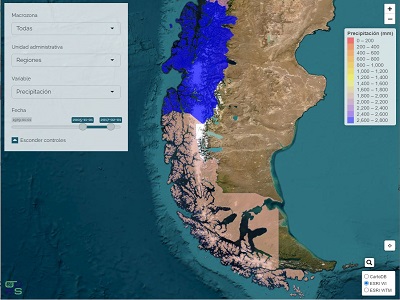 Macrozona
Todas
Unidad administrativa
Regiones
Variable
Precipitación
Fecha
Esconder controles
+
−
Precipitación (mm)
0 – 200
200 – 400
400 – 600
600 – 800
800 – 1,000
1,000 – 1,200
1,200 – 1,400
1,400 – 1,600
1,600 – 1,800
1,800 – 2,000
2,000 – 2,200
2,200 – 2,400
2,400 – 2,600
2,600 – 2,800
CartoDB
ESRI WI
ESRI WTM